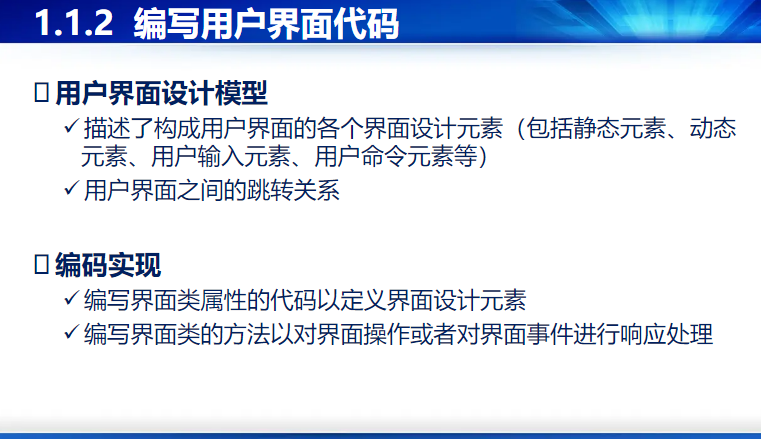 1.1.2 编写用户界面代码
用户界面设计模型
✓描述了构成用户界面的各个界面设计元素（包括静态元素、动态
元素、用户输入元素、用户命令元素等）
✓用户界面之间的跳转关系
编码实现
✓编写界面类属性的代码以定义界面设计元素
✓编写界面类的方法以对界面操作或者对界面事件进行响应处理